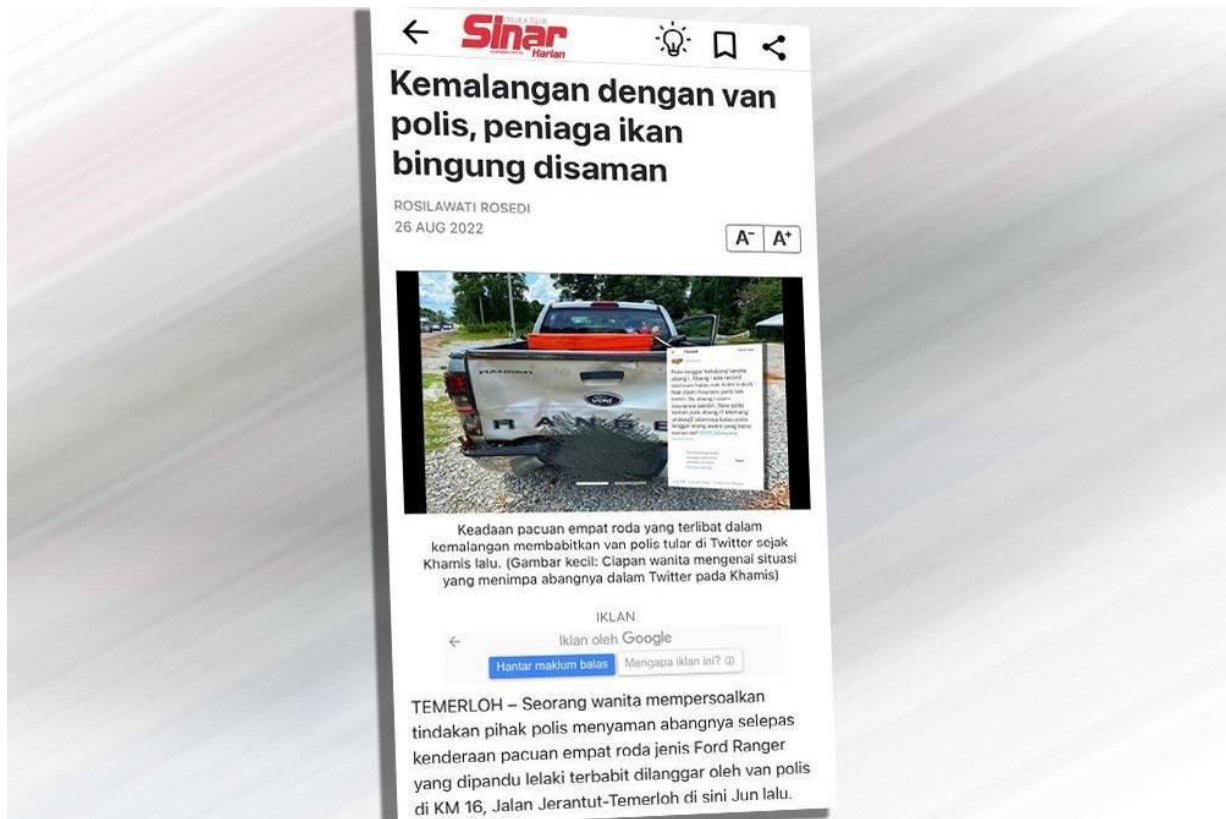 Sinar
Harian
Kemalangan dengan van
polis, peniaga ikan
bingung disaman
ROSILAWATI ROSEDI
26 AUG 2022
A- A+
RANGER
Ford
RANGE
Keadaan pacuan empat roda yang terlibat dalam
kemalangan membabitkan van polis tular di Twitter sejak
Khamis lalu. (Gambar kecil: Ciapan wanita mengenai situasi
yang menimpa abangnya dalam Twitter pada Khamis)
IKLAN
Iklan oleh Google
Hantar maklum balas Mengapa iklan ini?
TEMERLOH – Seorang wanita mempersoalkan
tindakan pihak polis menyaman abangnya selepas
kenderaan pacuan empat roda jenis Ford Ranger
yang dipandu lelaki terbabit dilanggar oleh van polis
di KM 16, Jalan Jerantut-Temerloh di sini Jun lalu.